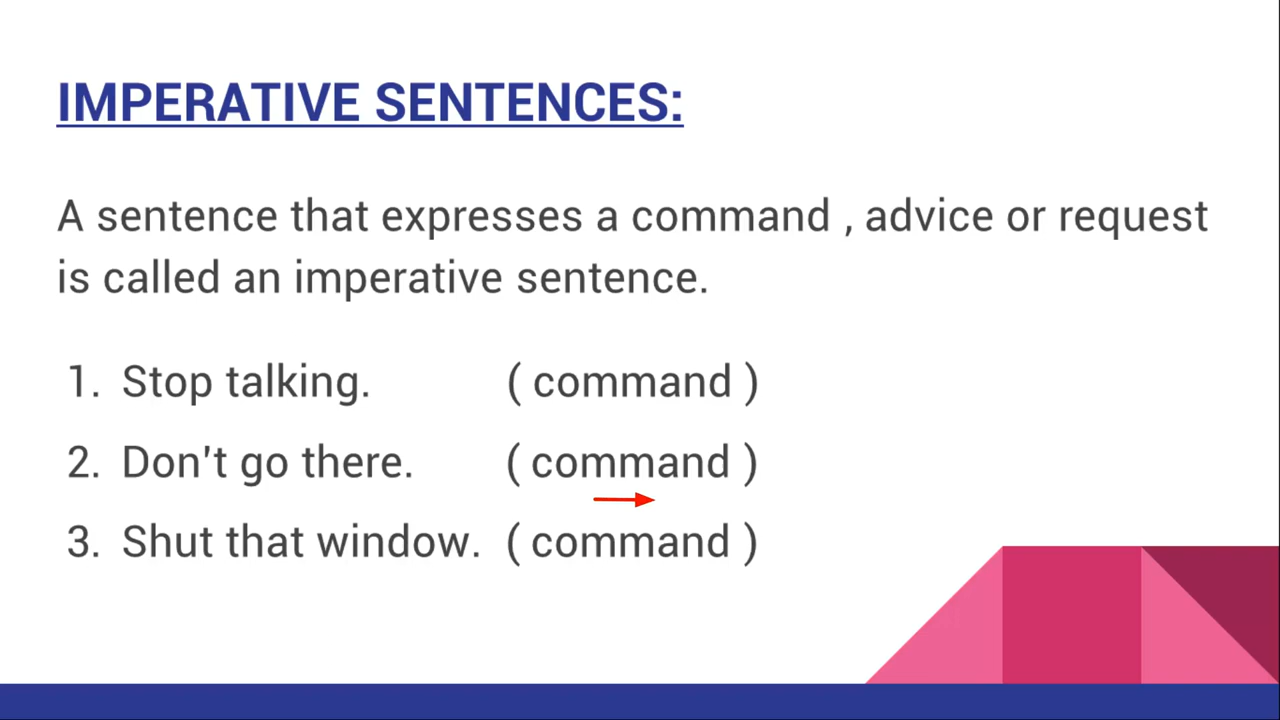 IMPERATIVE SENTENCES:
A sentence that expresses a command , advice or request
is called an imperative sentence.
1. Stop talking. ( command )
2. Don't go there. ( command )
3. Shut that window. ( command )